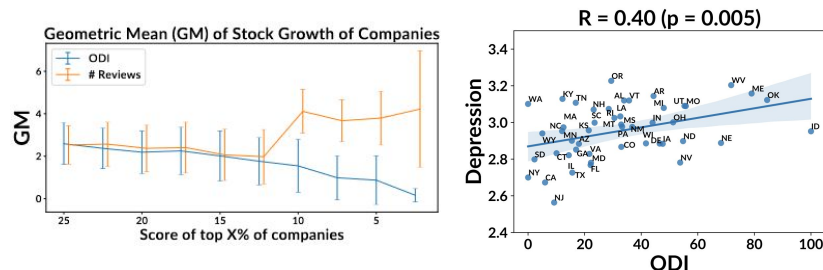 Geometric Mean (GM) of Stock Growth of Companies
ODI
# Reviews
6
4
2
0
GM
25
20
15
10
5
Score of top X% of companies
R = 0.40 (p = 0.005)
3.4
3.2
3.0
2.8
2.6
2.4
Depression
OR
WV
ME
OK
WA
KY
TN
AL
VT
AR
NH
MI
UT
MO
RI
LA
SC
MA
MT
MS
IN
OH
ID
NC
KS
NM
PA
WI
MN
AZ
WY
CO
DE
IA
ND
NE
SD
CT
GA
VA
MD
FL
NV
IL
TX
NY
CA
NJ
0
20
40
60
80
100
ODI